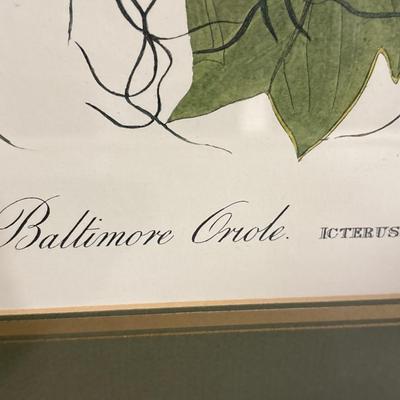 Baltimore Oriole. ICTERUS